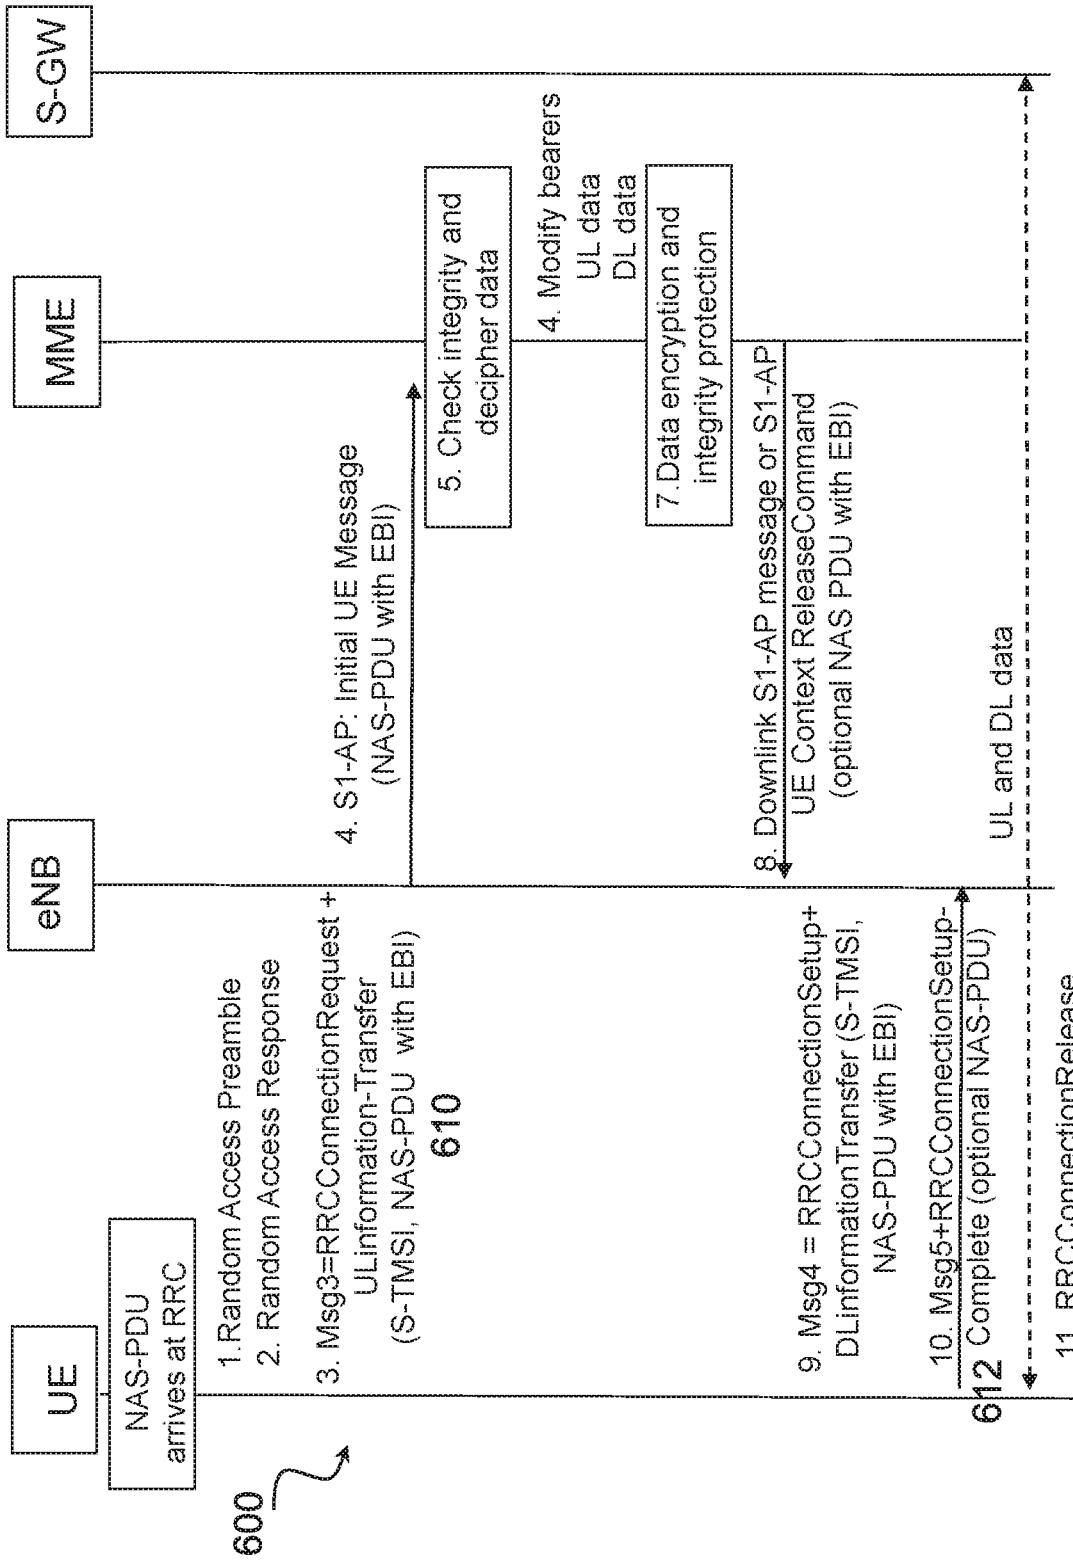 600
UE
eNB
MME
S-GW
NAS-PDU
arrives at RRC
1.Random Access Preamble
2. Random Access Response
3. Msg3=RRCConnectionRequest +
ULinformation-Transfer
(S-TMSI, NAS-PDU with EBI)
610
4. S1-AP: Initial UE Message
(NAS-PDU with EBI)
5. Check integrity and
decipher data
4. Modify bearers
UL data
DL data
7.Data encryption and
integrity protection
8. Downlink S1-AP message or S1-AP
UE Context ReleaseCommand
(optional NAS PDU with EBI)
9. Msg4 = RRCConnectionSetup+
DLinformationTransfer (S-TMSI,
NAS-PDU with EBI)
10. Msg5+RRCConnectionSetup-
Complete (optional NAS-PDU)
612
UL and DL data
11. RRCConnectionRelease